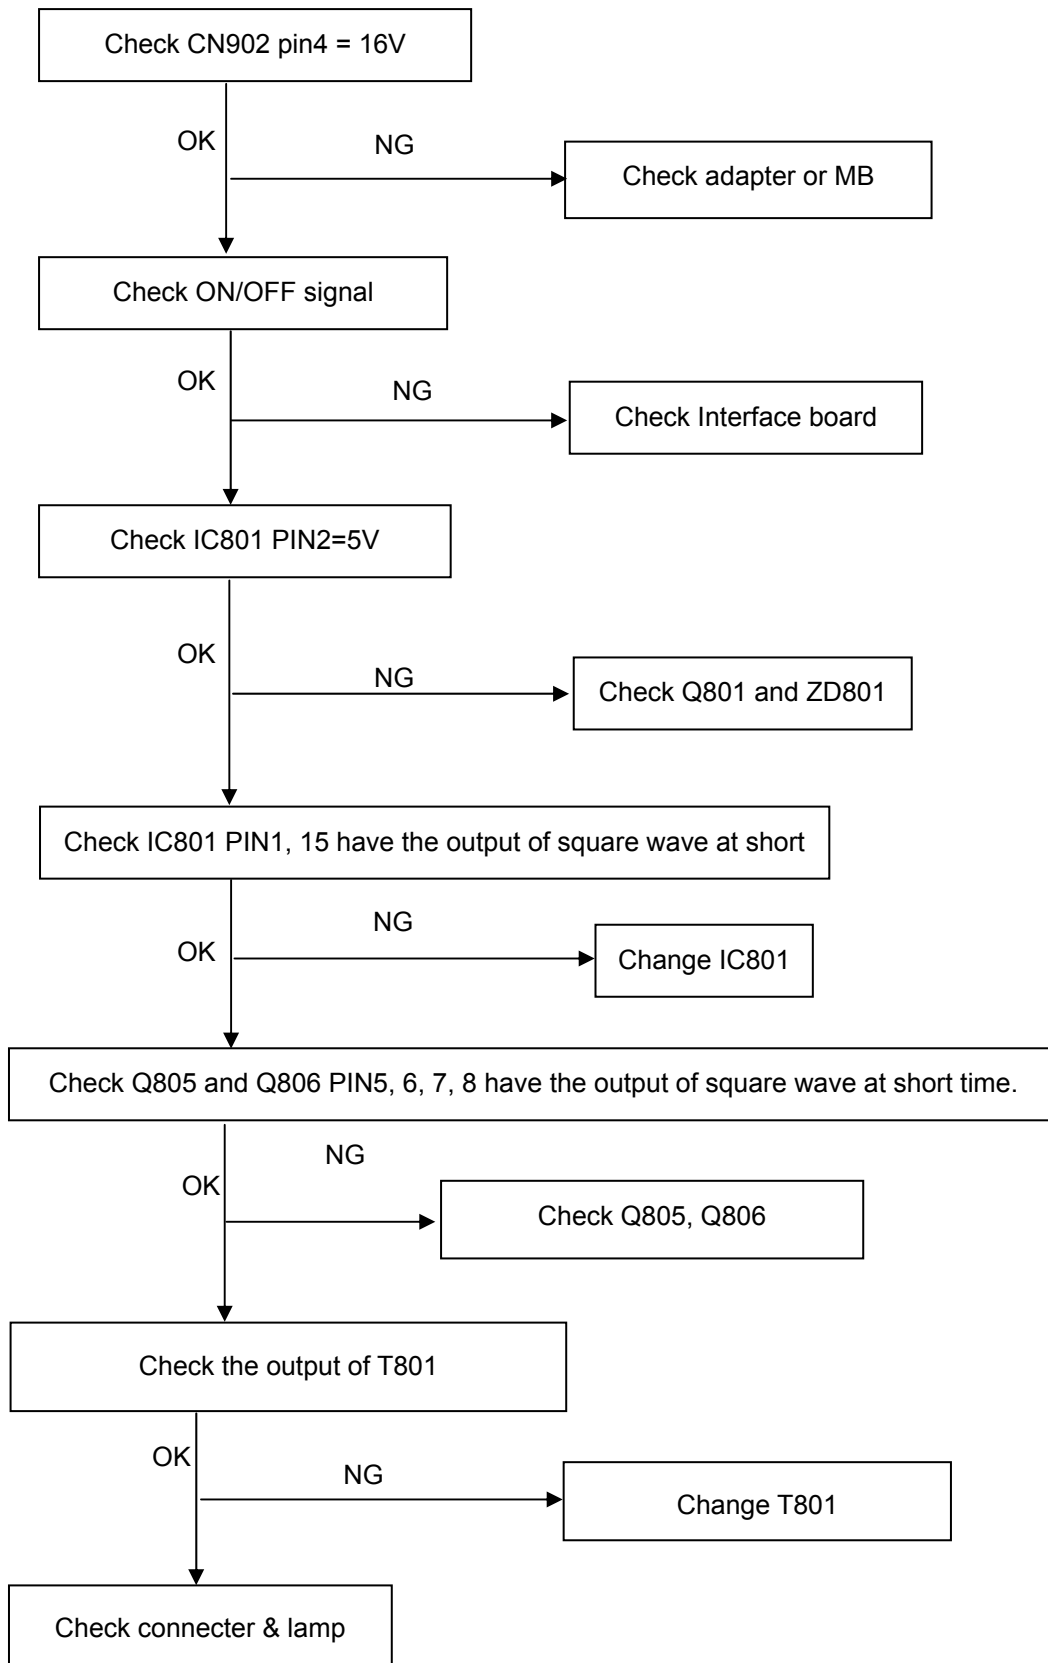 Check CN902 pin4 = 16V
OK
NG
Check adapter or MB
Check ON/OFF signal
OK
NG
Check Interface board
Check IC801 PIN2=5V
OK
NG
Check Q801 and ZD801
Check IC801 PIN1, 15 have the output of square wave at short
NG
OK
Change IC801
Check Q805 and Q806 PIN5, 6, 7, 8 have the output of square wave at short time.
NG
OK
Check Q805, Q806
Check the output of T801
OK
NG
Change T801
Check connecter & lamp